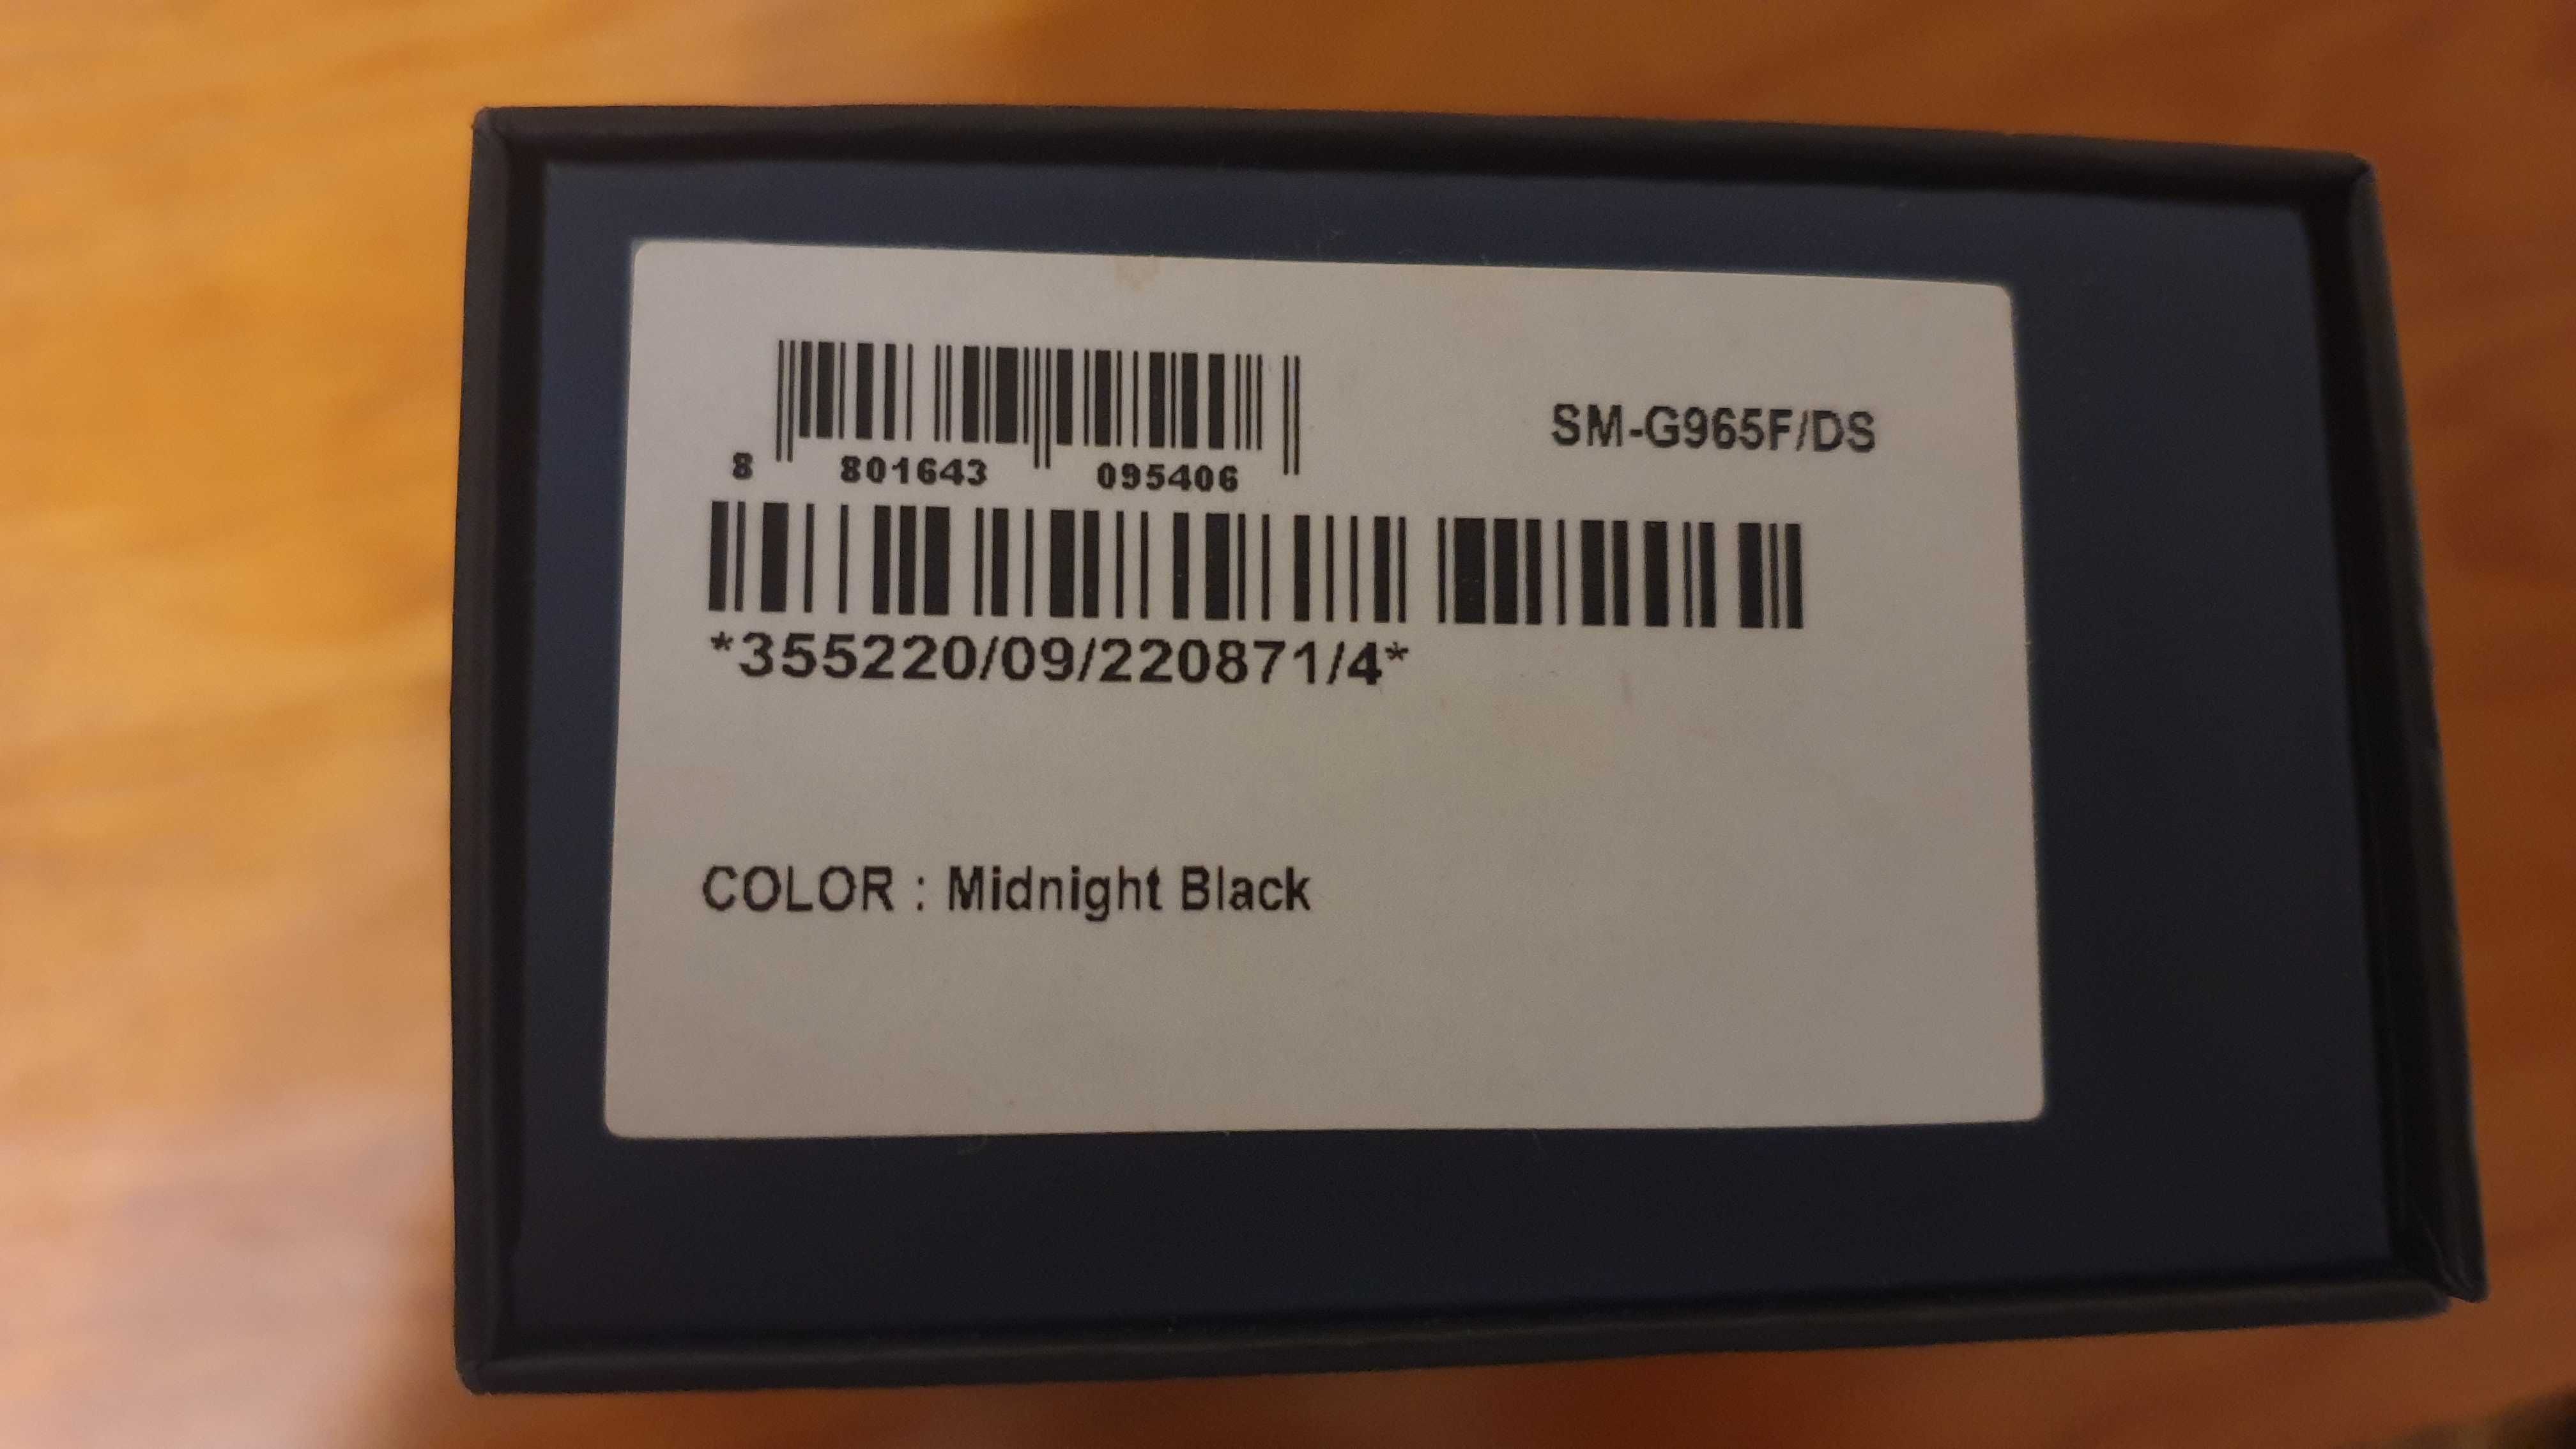 8 801643 095406
SM-G965F/DS
*355220/09/220871/4*
COLOR : Midnight Black